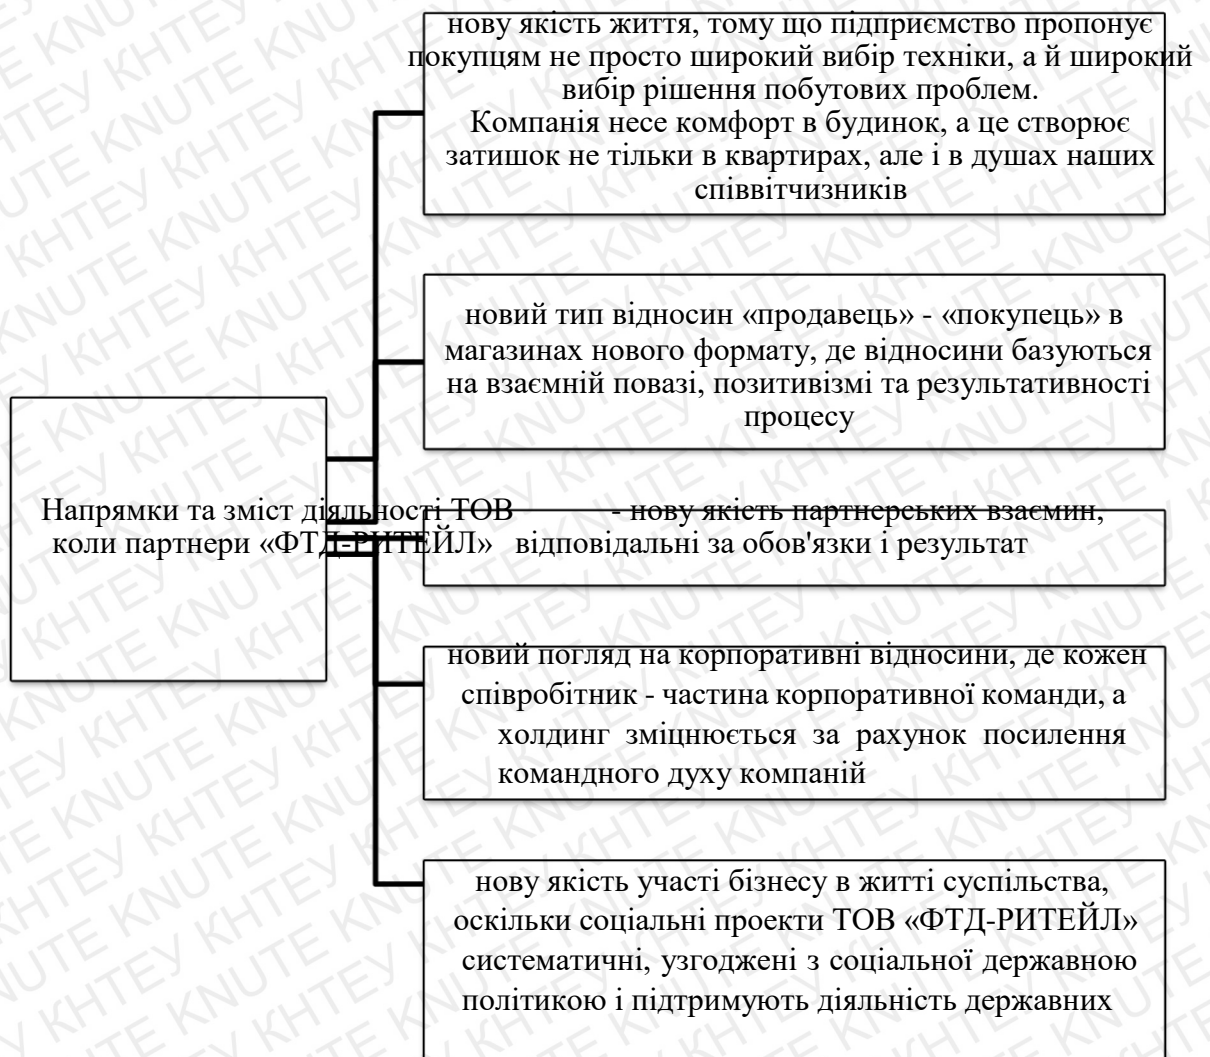 нову якість життя, тому що підприємство пропонує
покупцям не просто широкий вибір техніки, а й широкий
вибір рішення побутових проблем.
Компанія несе комфорт в будинок, а це створює
затишок не тільки в квартирах, але і в душах наших
співвітчизників
новий тип відносин «продавець» - «покупець» в
магазинах нового формату, де відносини базуються
на взаємній повазі, позитивізмі та результативності
процесу
Напрямки та зміст діяльності ТОВ - нову якість партнерських взаємин,
коли партнери «ФТД-РИТЕЙЛ» відповідальні за обов'язки і результат
новий погляд на корпоративні відносини, де кожен
співробітник - частина корпоративної команди, а
холдинг зміцнюється за рахунок посилення
командного духу компаній
нову якість участі бізнесу в житті суспільства,
оскільки соціальні проекти ТОВ «ФТД-РИТЕЙЛ»
систематичні, узгоджені з соціальної державною
політикою і підтримують діяльність державних